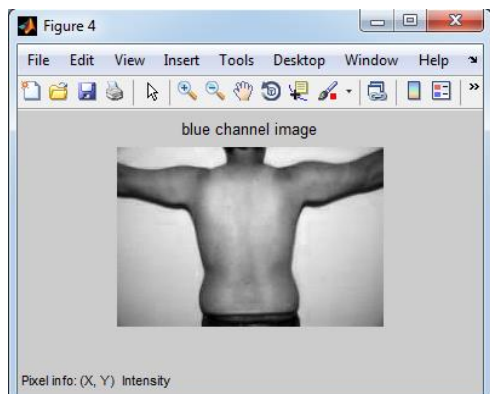 Figure 4
File Edit View Insert Tools Desktop Window Help
blue channel image
Pixel info: (X, Y) Intensity